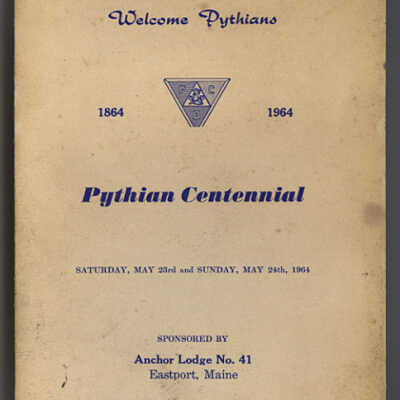 Welcome Pythians
1864
1964
F C B
Pythian Centennial
SATURDAY, MAY 23rd and SUNDAY, MAY 24th, 1964
SPONSORED BY
Anchor Lodge No. 41
Eastport, Maine